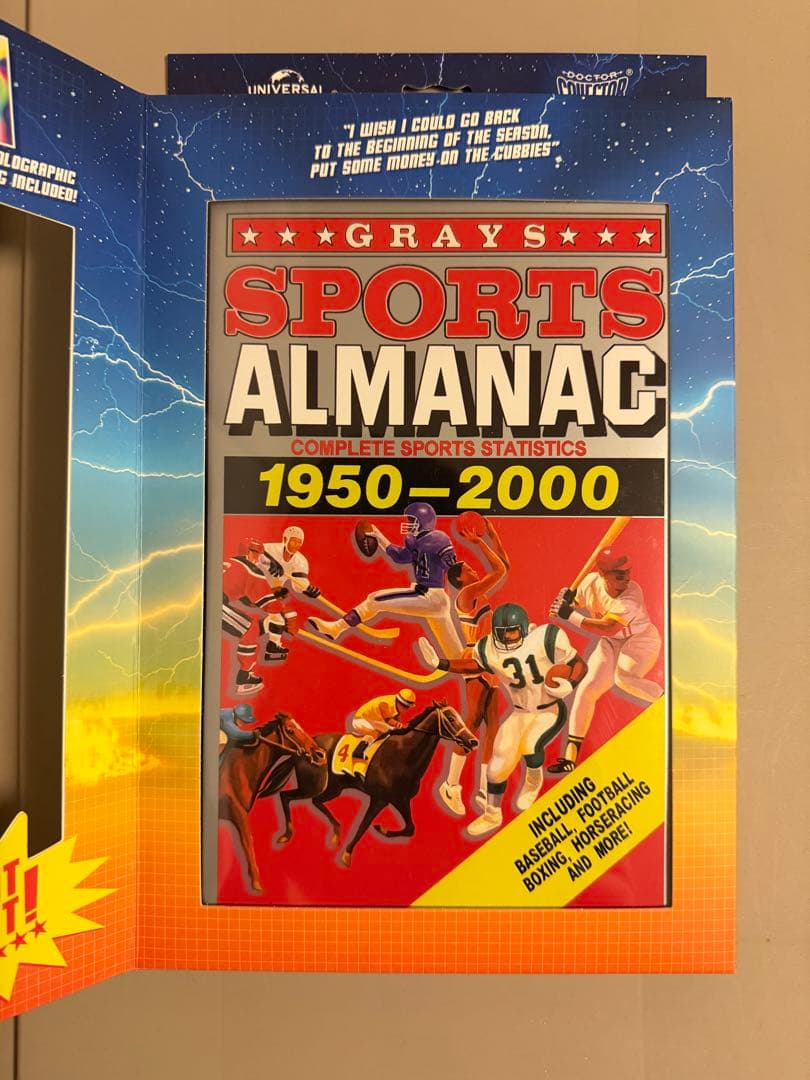 UNIVERSAL
DOCTOR®
COLLECTOR
"I WISH I COULD GO BACK
TO THE BEGINNING OF THE SEASON,
PUT SOME MONEY ON THE CUBBIES"
OLOGRAPHIC
G INCLUDED!
GRAYS
SPORTS
ALMANAC
COMPLETE SPORTS STATISTICS
1950–2000
31
4
INCLUDING
BASEBALL, FOOTBALL
BOXING, HORSERACING
AND MORE!
T
T!